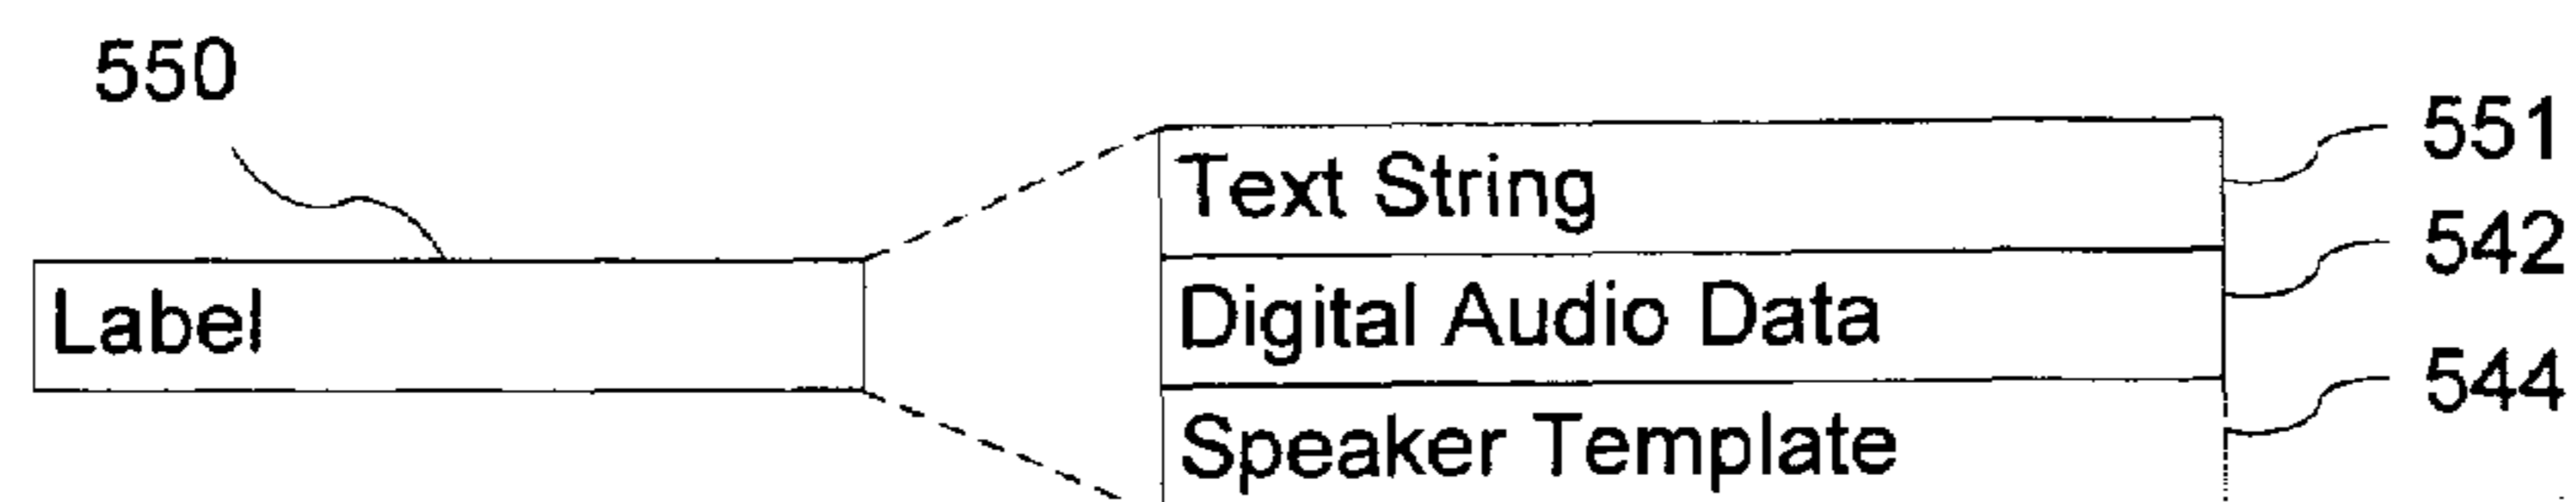 550
551
Text String
542
Label
Digital Audio Data
544
Speaker Template